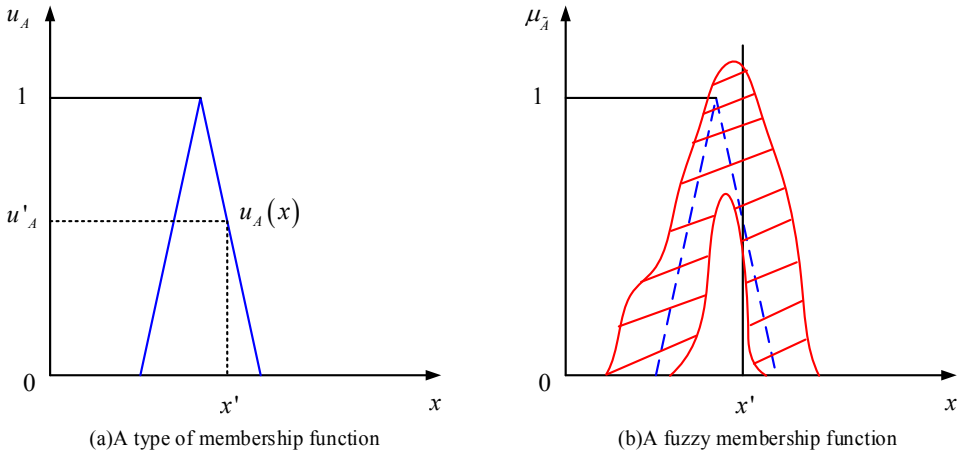 u_A
1
u'_A
u_A(x)
0
x'
x
(a)A type of membership function
μ_Ã
1
0
x'
x
(b)A fuzzy membership function